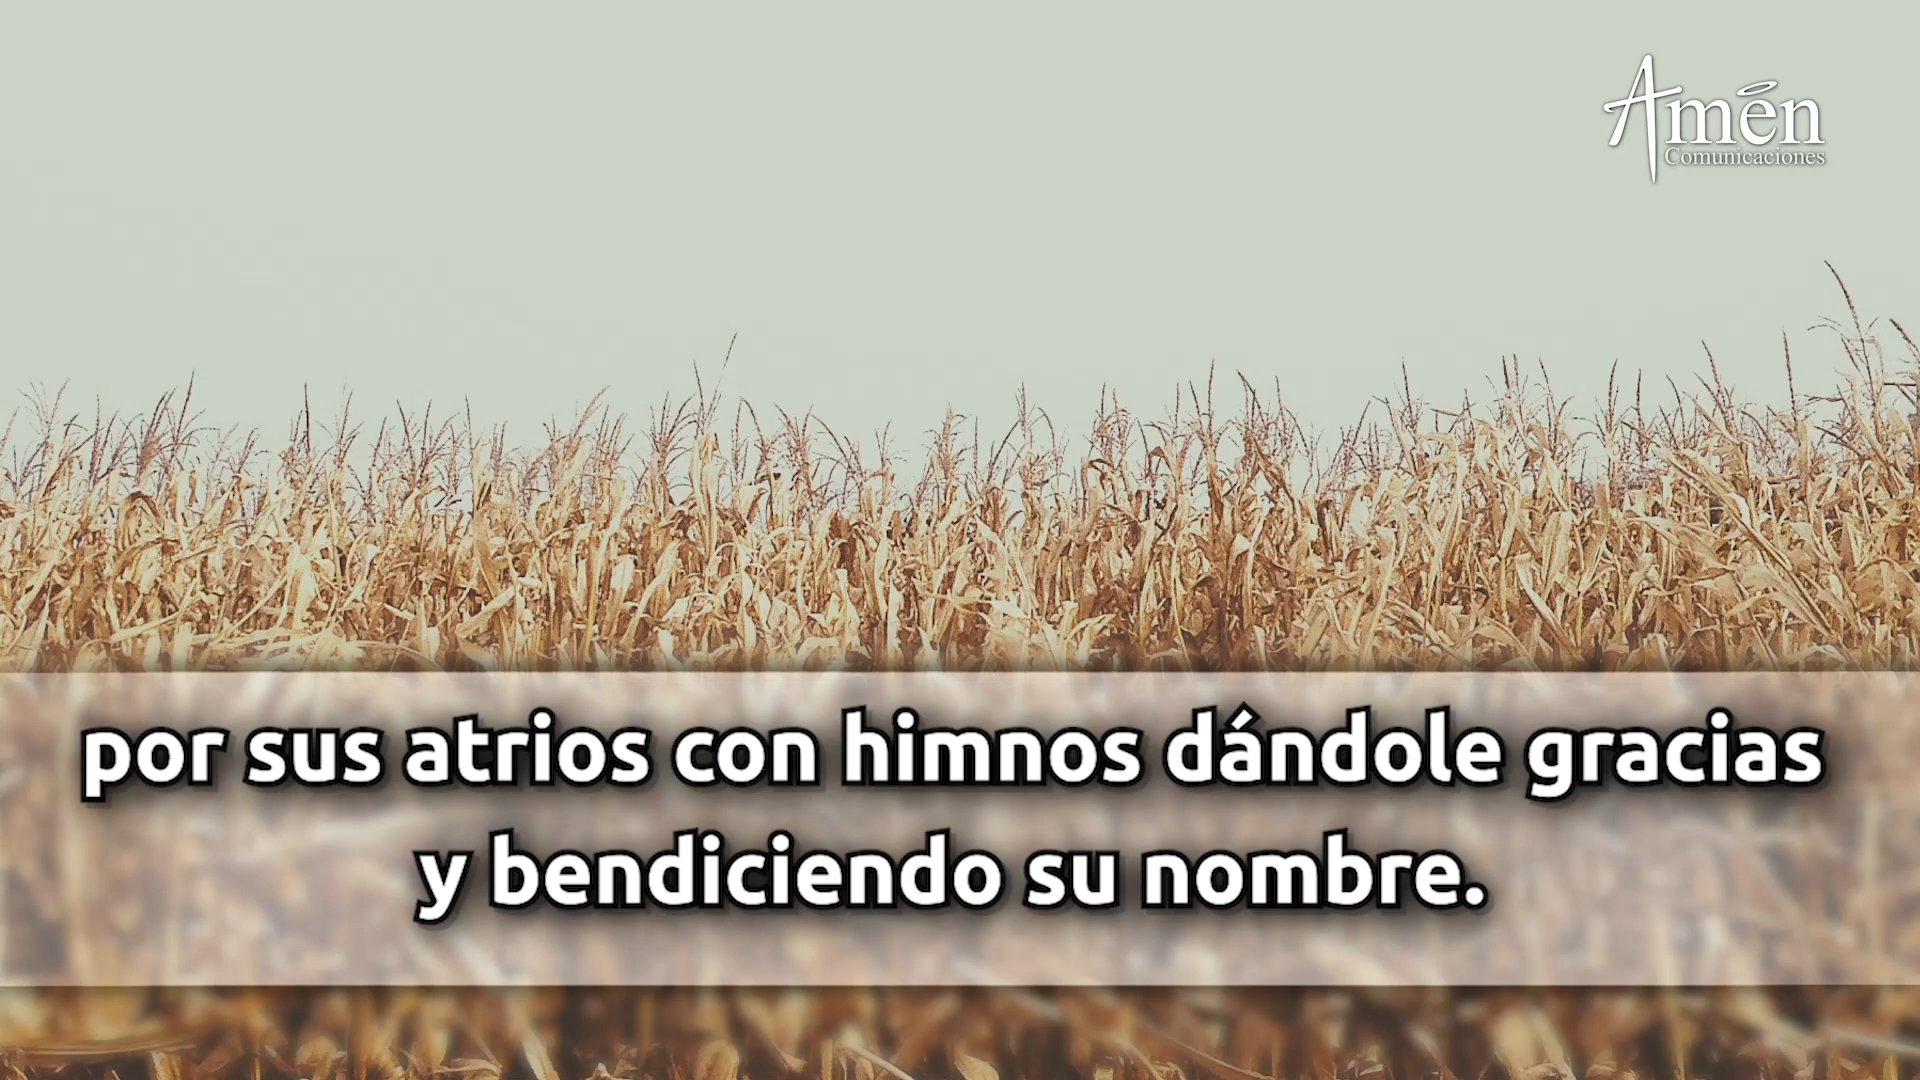 Amén
Comunicaciones
por sus atrios con himnos dándole gracias
y bendiciendo su nombre.